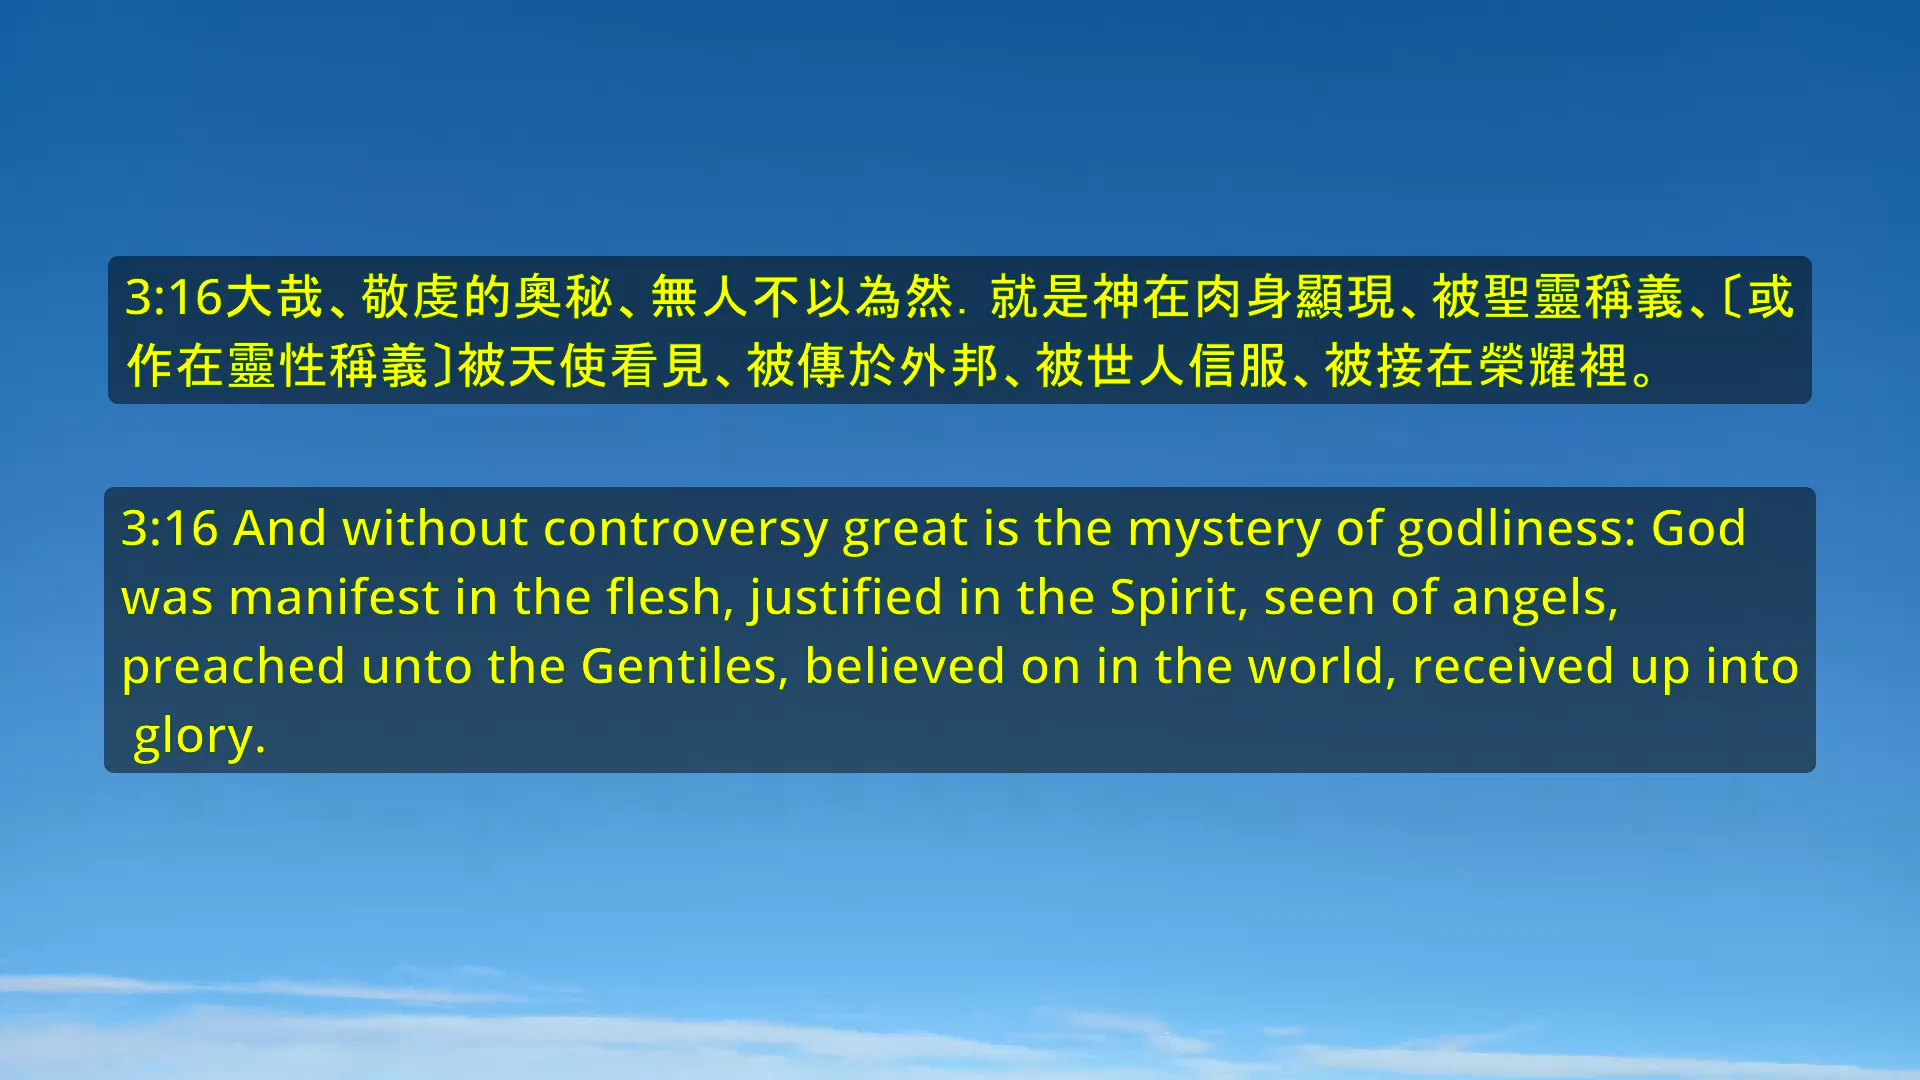 3:16大哉、敬虔的奧秘、無人不以為然．就是神在肉身顯現、被聖靈稱義、〔或
作在靈性稱義〕被天使看見、被傳於外邦、被世人信服、被接在榮耀裡。
3:16 And without controversy great is the mystery of godliness: God
was manifest in the flesh, justified in the Spirit, seen of angels,
preached unto the Gentiles, believed on in the world, received up into
glory.